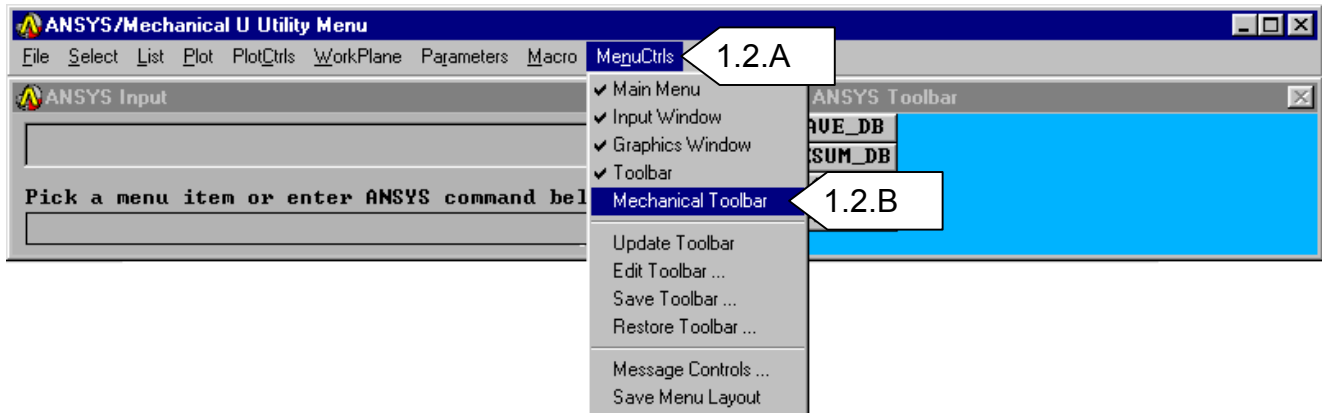 ANSYS/Mechanical U Utility Menu
File Select List Plot PlotCtrls WorkPlane Parameters Macro MenuCtrls 1.2.A
ANSYS Input
Main Menu
ANSYS Toolbar
Input Window
AVE_DB
Graphics Window
SUM_DB
Toolbar
Pick a menu item or enter ANSYS command bel
Mechanical Toolbar 1.2.B
Update Toolbar
Edit Toolbar ...
Save Toolbar ...
Restore Toolbar ...
Message Controls ...
Save Menu Layout